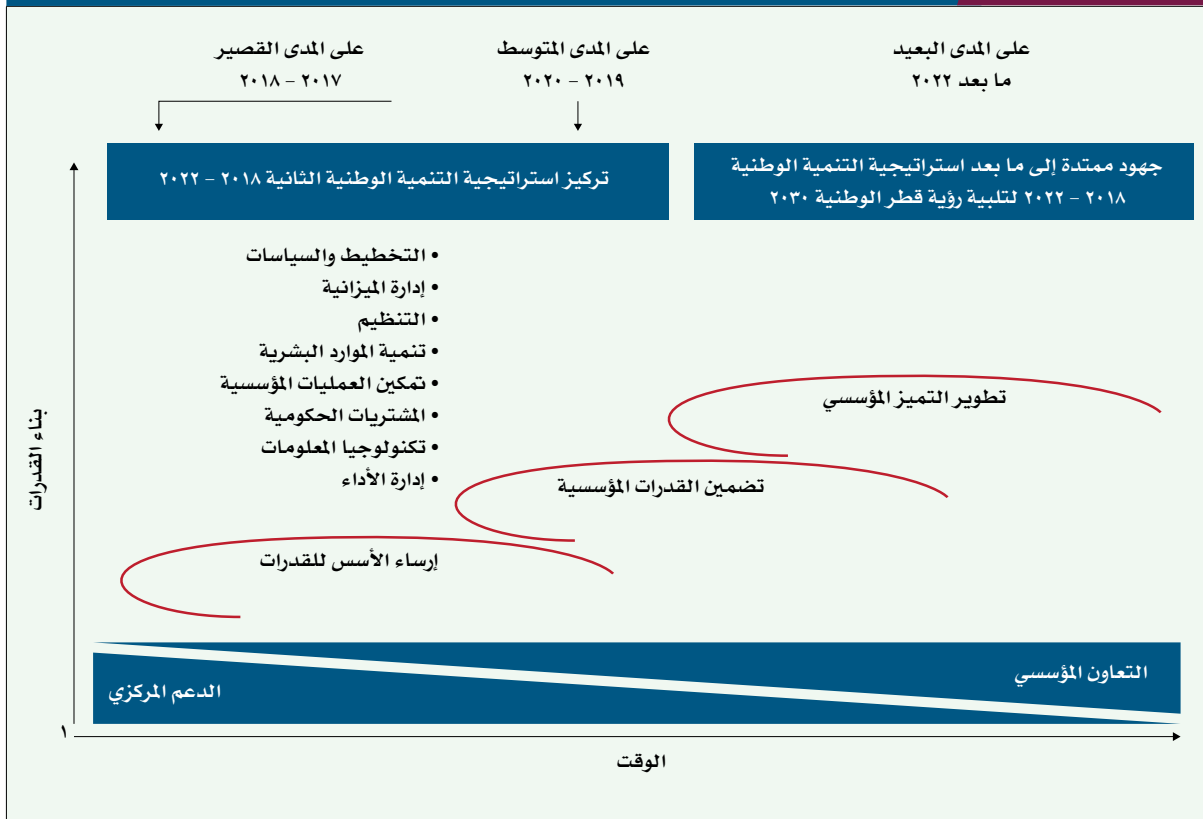 على المدى القصير
٢٠١٧ – ٢٠١٨
على المدى المتوسط
٢٠١٩ – ٢٠٢٠
على المدى البعيد
ما بعد ٢٠٢٢
تركيز استراتيجية التنمية الوطنية الثانية ٢٠١٨ – ٢٠٢٢
جهود ممتدة إلى ما بعد استراتيجية التنمية الوطنية
٢٠١٨ – ٢٠٢٢ لتلبية رؤية قطر الوطنية ٢٠٣٠
• التخطيط والسياسات
• إدارة الميزانية
• التنظيم
• تنمية الموارد البشرية
• تمكين العمليات المؤسسية
• المشتريات الحكومية
• تكنولوجيا المعلومات
• إدارة الأداء
تطوير التميز المؤسسي
تضمين القدرات المؤسسية
إرساء الأسس للقدرات
بناء القدرات
التعاون المؤسسي
الدعم المركزي
١
الوقت